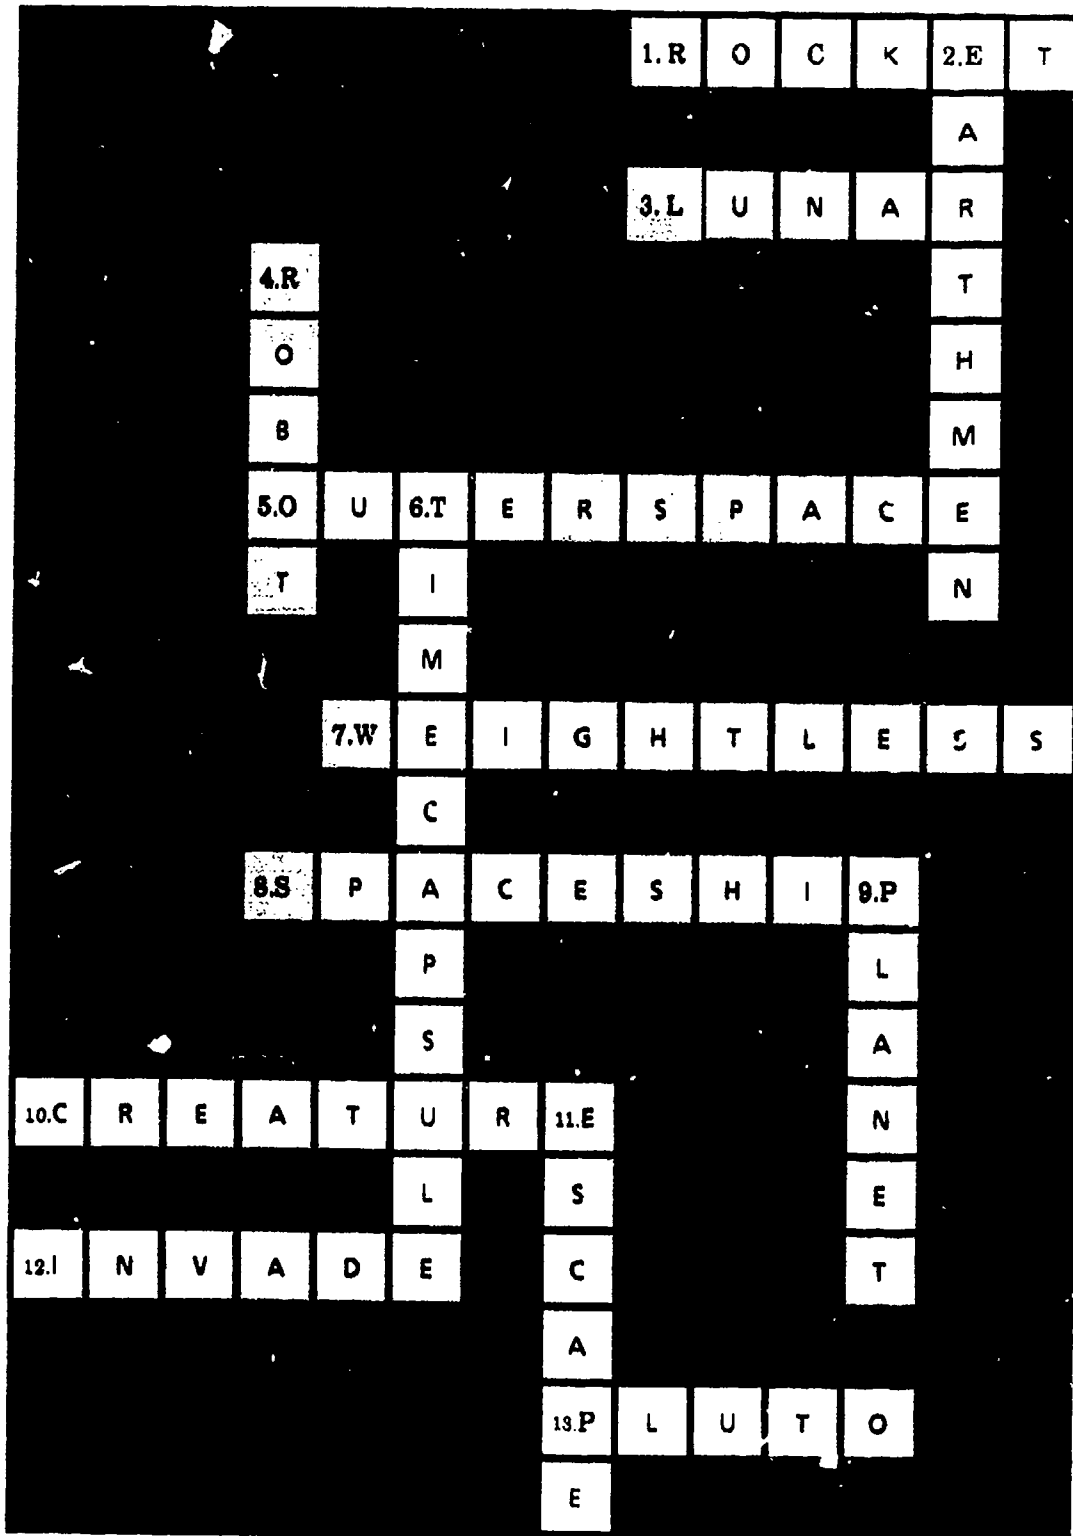 1.R O C K 2.E T
A
3.L U N A R
4.R T
O H
B M
5.O U 6.T E R S P A C E
T I N
M
7.W E I G H T L E S S
C
8.S P A C E S H I 9.P
P L
S A
10.C R E A T U R 11.E N
L S E
12.I N V A D E C T
A
13.P L U T O
E